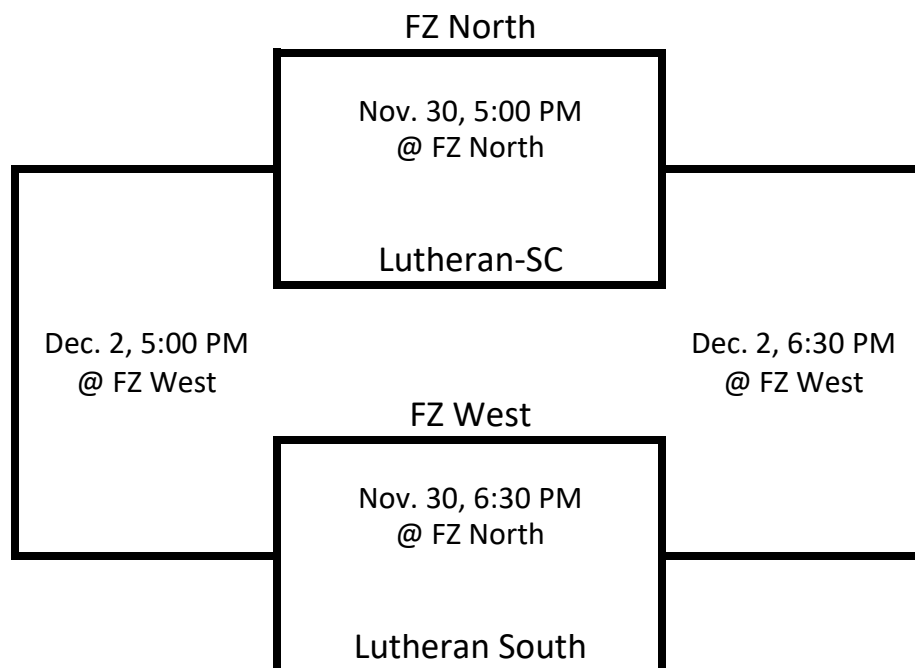 FZ North
Nov. 30, 5:00 PM
@ FZ North
Lutheran-SC
Dec. 2, 5:00 PM
@ FZ West
Dec. 2, 6:30 PM
@ FZ West
FZ West
Nov. 30, 6:30 PM
@ FZ North
Lutheran South